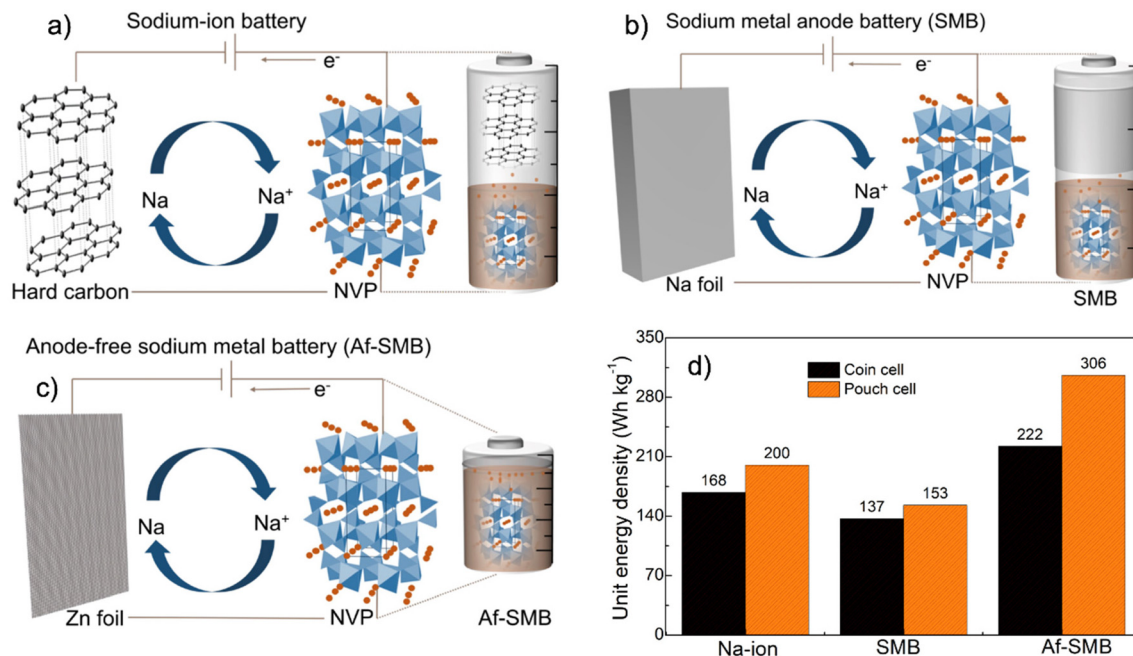 a)
Sodium-ion battery
e⁻
Na
Na⁺
Hard carbon
NVP
b)
Sodium metal anode battery (SMB)
e⁻
Na
Na⁺
Na foil
NVP
SMB
Anode-free sodium metal battery (Af-SMB)
c)
e⁻
Na
Na⁺
Zn foil
NVP
Af-SMB
d)
Unit energy density (Wh kg⁻¹)
350
280
210
140
70
0
Coin cell
Pouch cell
168
200
137
153
222
306
Na-ion
SMB
Af-SMB